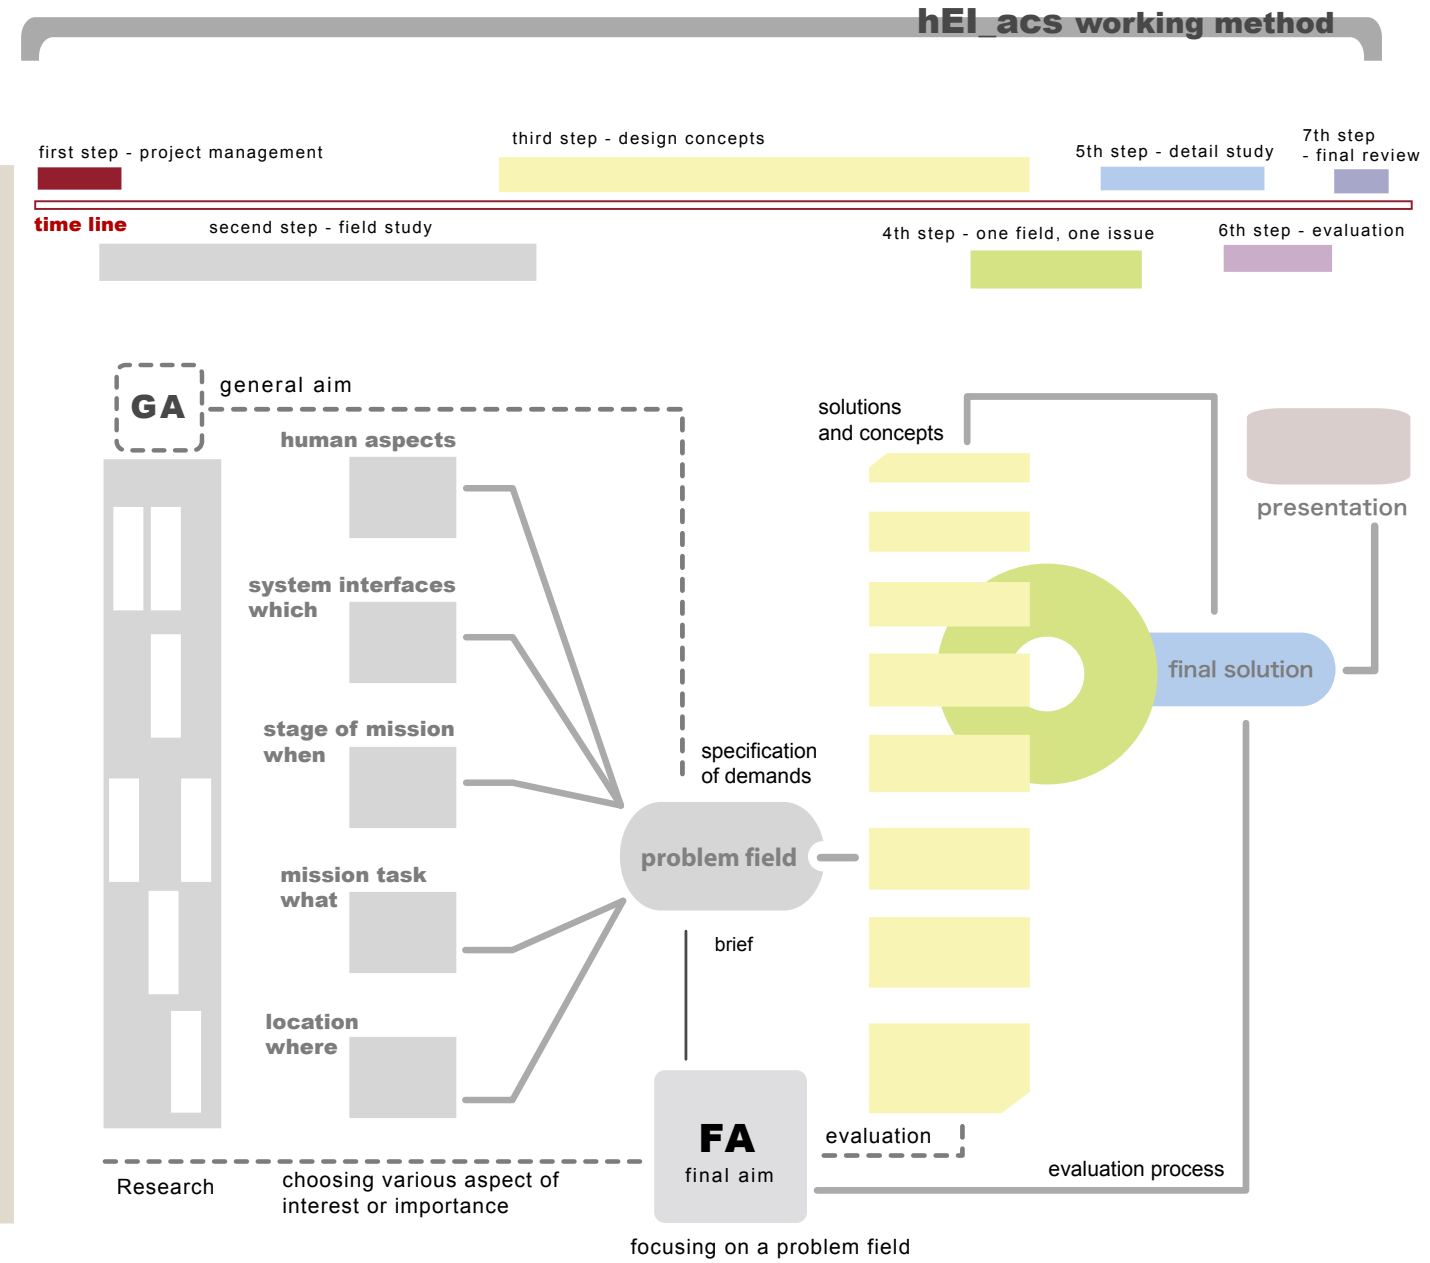 hEI_acs working method
first step - project management
third step - design concepts
5th step - detail study
7th step
- final review
time line
secend step - field study
4th step - one field, one issue
6th step - evaluation
GA
general aim
human aspects
system interfaces
which
stage of mission
when
mission task
what
location
where
specification
of demands
problem field
brief
solutions
and concepts
final solution
presentation
FA
final aim
evaluation
evaluation process
Research
choosing various aspect of
interest or importance
focusing on a problem field